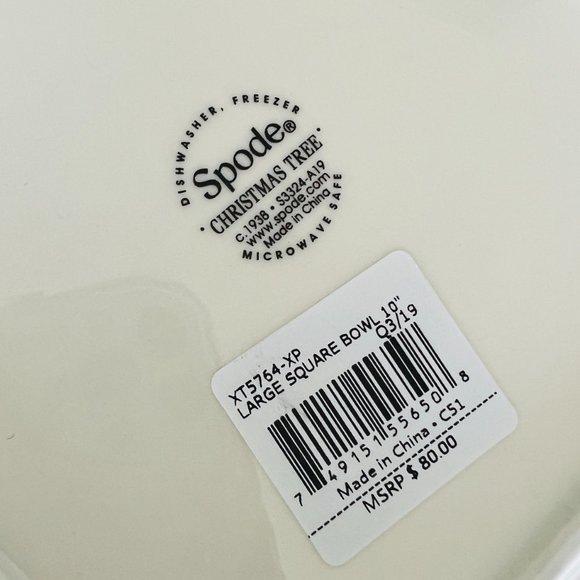 DISHWASHER, FREEZER
Spode®
· CHRISTMAS TREE ·
c.1938 · S3324-A19
www.spode.com
Made in China
MICROWAVE SAFE
XT5764-XP
LARGE SQUARE BOWL 10"
Q3/19
7 49151 55650 8
Made in China • C51
MSRP $ 80.00